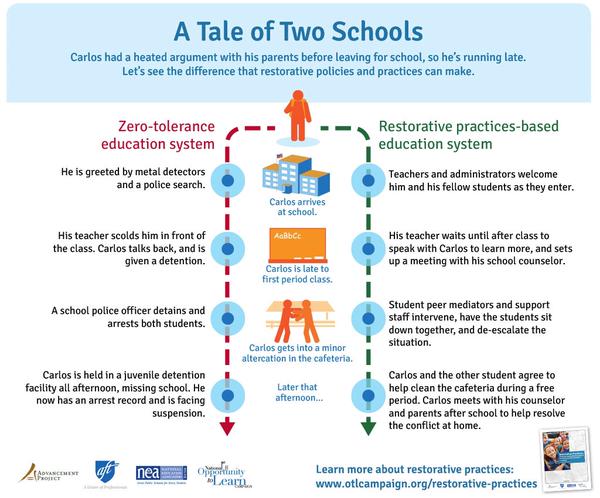 A Tale of Two Schools
Carlos had a heated argument with his parents before leaving for school, so he's running late.
Let's see the difference that restorative policies and practices can make.
Zero-tolerance
education system
Restorative practices-based
education system
He is greeted by metal detectors
and a police search.
Carlos arrives
at school.
Teachers and administrators welcome
him and his fellow students as they enter.
His teacher scolds him in front of
the class. Carlos talks back, and is
given a detention.
AaBbCc
Carlos is late to
first period class.
His teacher waits until after class to
speak with Carlos to learn more, and sets
up a meeting with his school counselor.
A school police officer detains and
arrests both students.
Carlos gets into a minor
altercation in the cafeteria.
Student peer mediators and support
staff intervene, have the students sit
down together, and de-escalate the
situation.
Carlos is held in a juvenile detention
facility all afternoon, missing school. He
now has an arrest record and is facing
suspension.
Later that
afternoon...
Carlos and the other student agree to
help clean the cafeteria during a free
period. Carlos meets with his counselor
and parents after school to help resolve
the conflict at home.
ADVANCEMENT
PROJECT
aft
A Union of Professionals
nea
NATIONAL
EDUCATION
ASSOCIATION
National
Opportunity
to Learn
CAMPAIGN
Learn more about restorative practices:
www.otlcampaign.org/restorative-practices